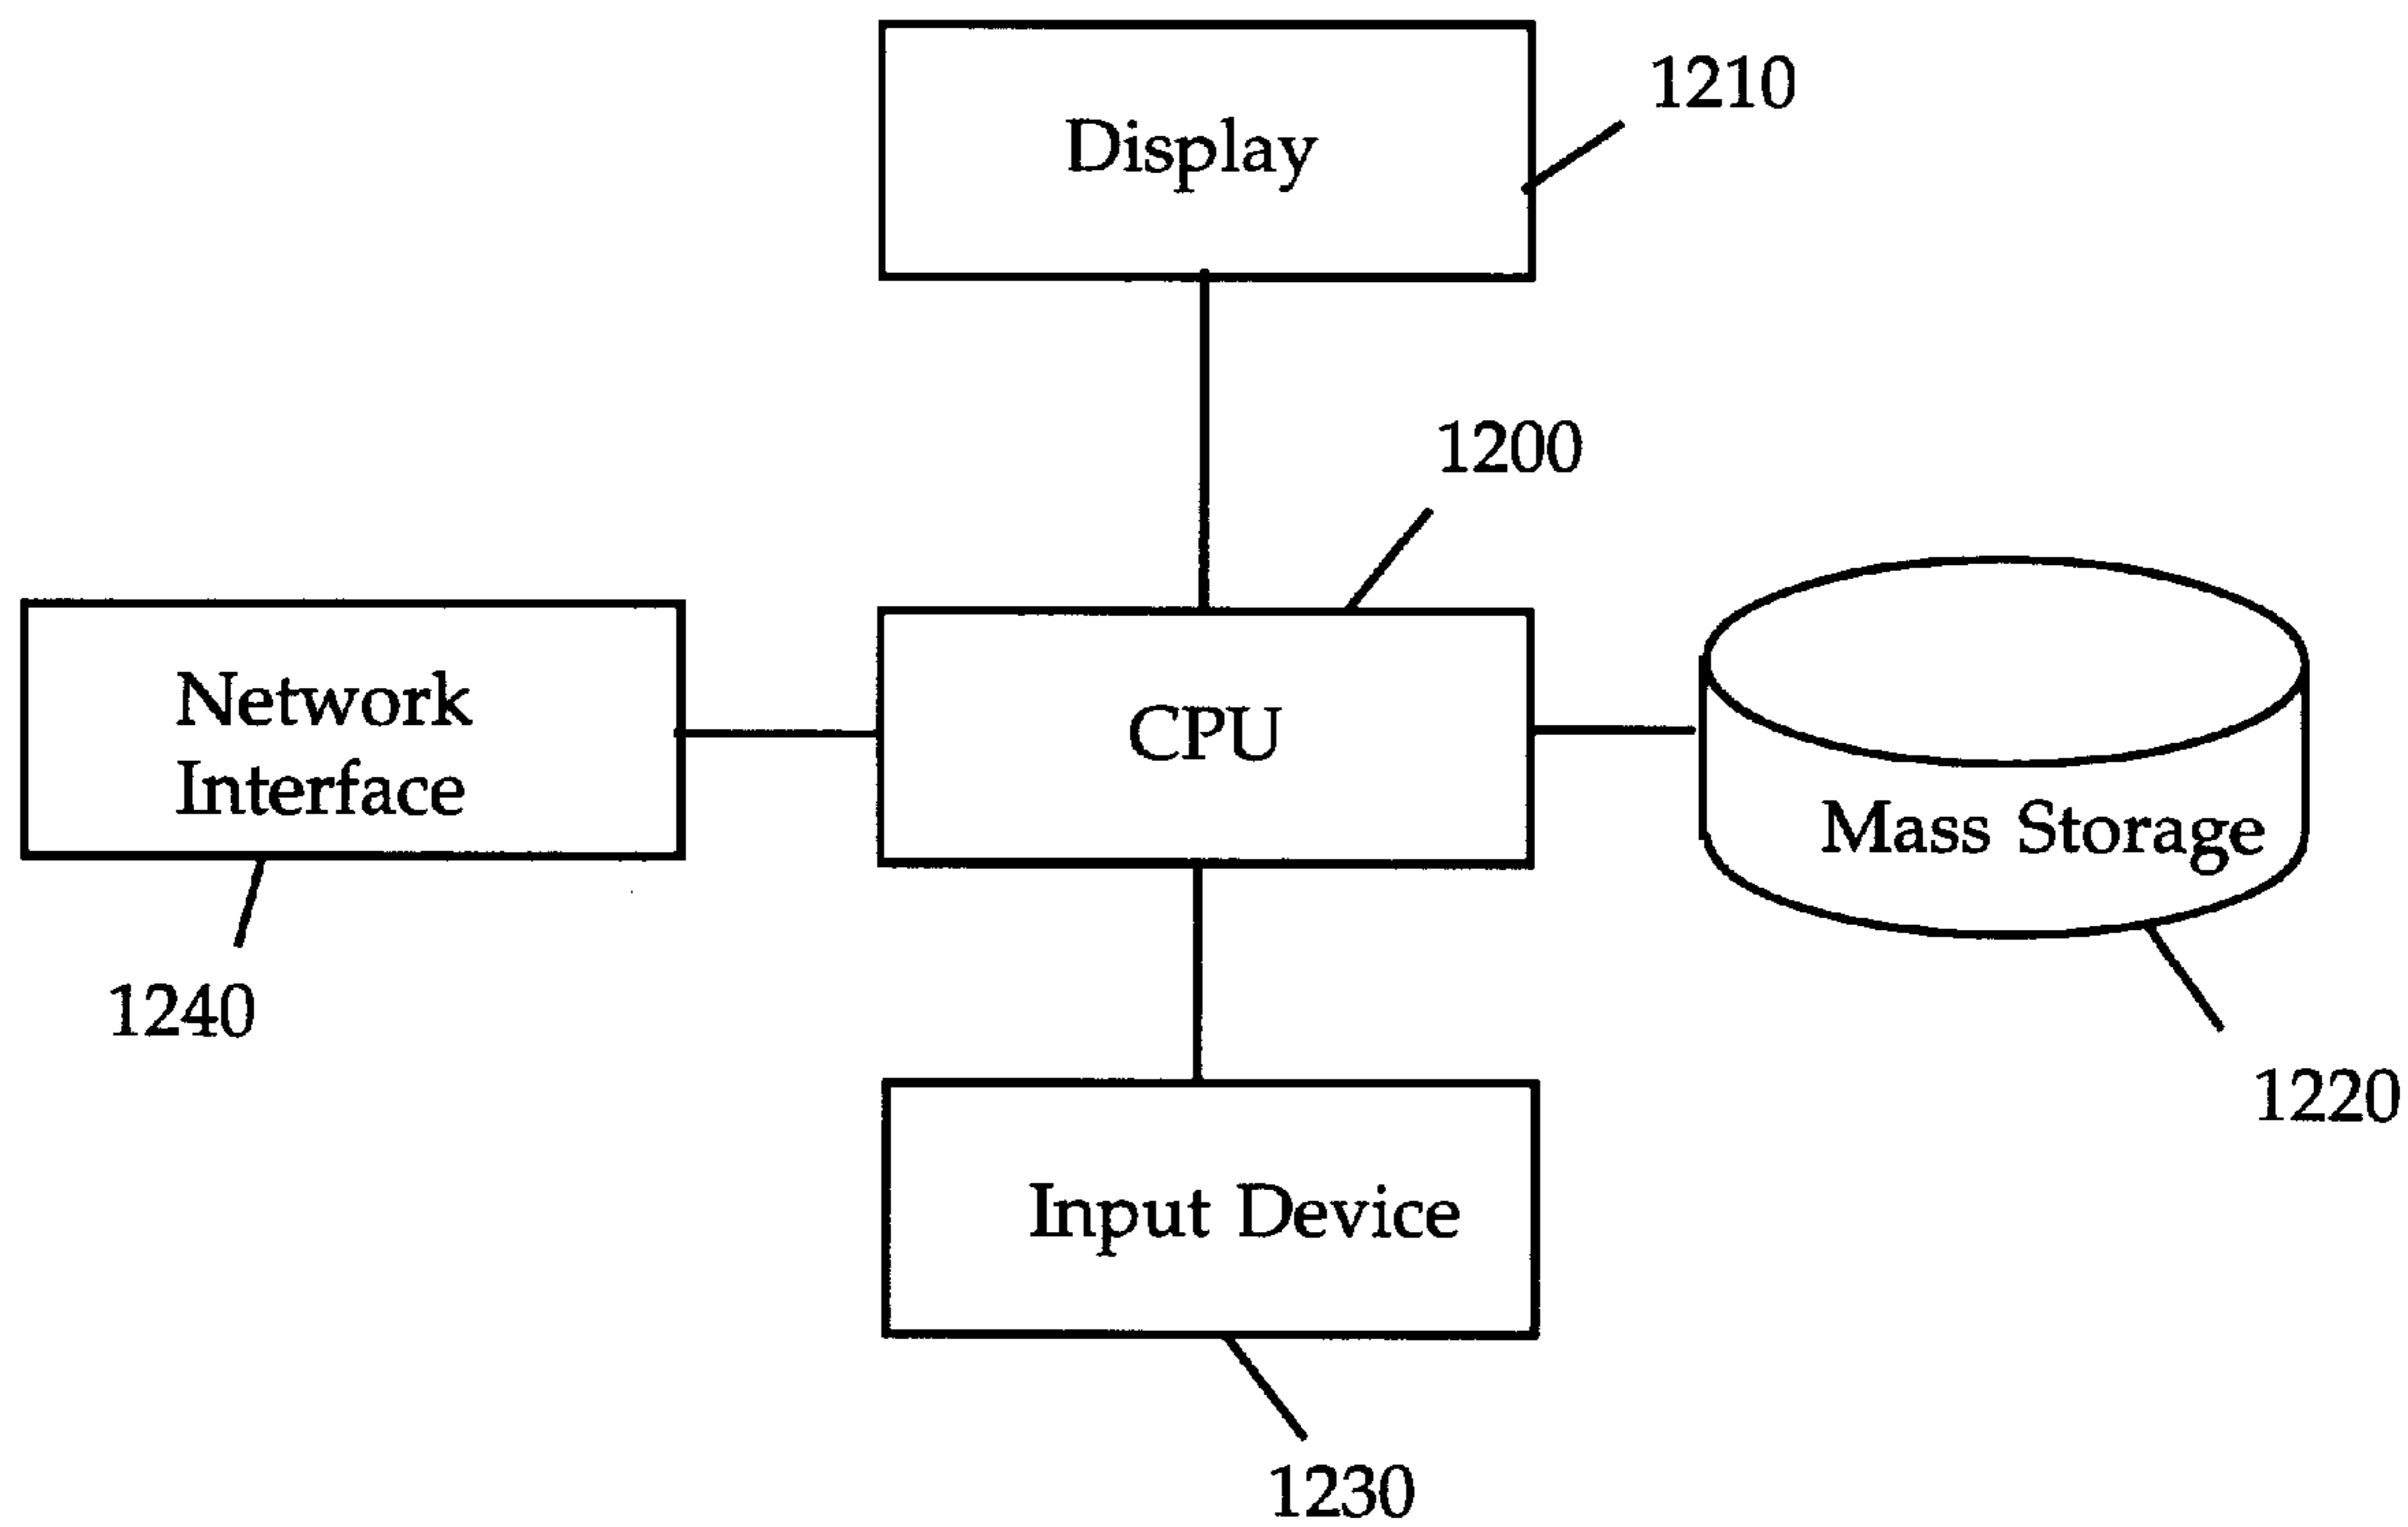 Display
1210
1200
Network
Interface
CPU
Mass Storage
1240
1220
Input Device
1230